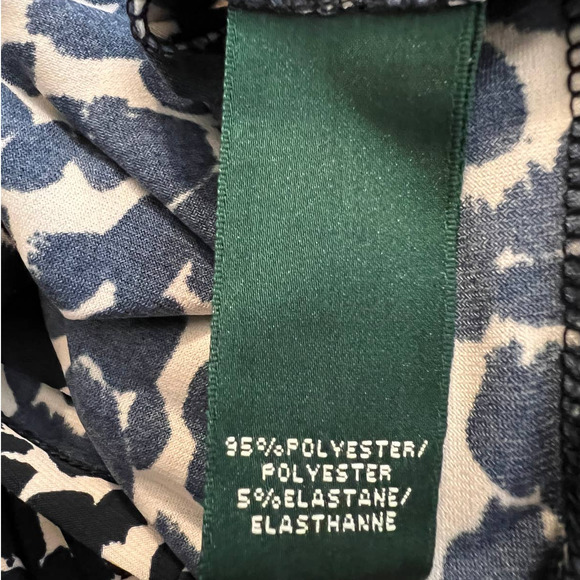 95%POLYESTER/
POLYESTER
5%ELASTANE/
ELASTHANNE